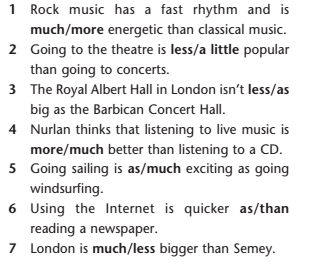 1 Rock music has a fast rhythm and is
much/more energetic than classical music.
2 Going to the theatre is less/a little popular
than going to concerts.
3 The Royal Albert Hall in London isn't less/as
big as the Barbican Concert Hall.
4 Nurlan thinks that listening to live music is
more/much better than listening to a CD.
5 Going sailing is as/much exciting as going
windsurfing.
6 Using the Internet is quicker as/than
reading a newspaper.
7 London is much/less bigger than Semey.